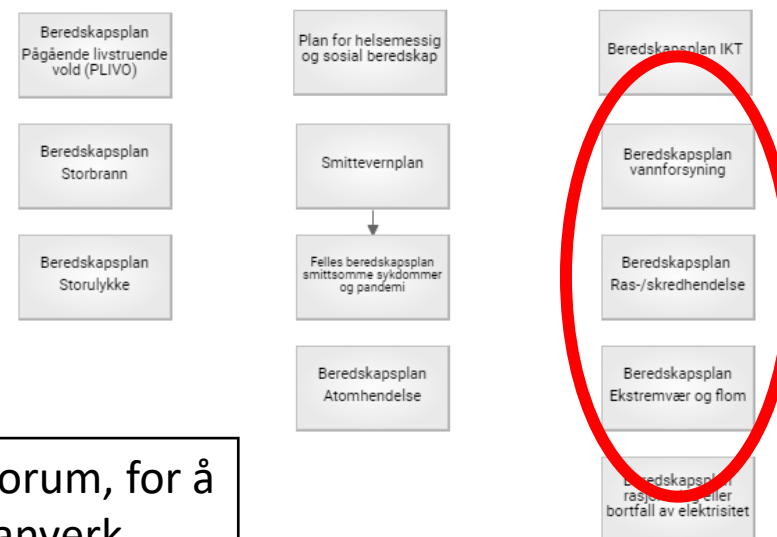 Beredskapsplan
Pågående livstruende
vold (PLIVO)
Beredskapsplan
Storbrann
Beredskapsplan
Storulykke
Plan for helsemessig
og sosial beredskap
Smittevernplan
Felles beredskapsplan
smittsomme sykdommer
og pandemi
Beredskapsplan
Atomhendelse
Beredskapsplan IKT
Beredskapsplan
vannforsyning
Beredskapsplan
Ras-/skredhendelse
Beredskapsplan
Ekstremvær og flom
Beredskapsplan
eller
bortfall av elektrisitet
orum, for å